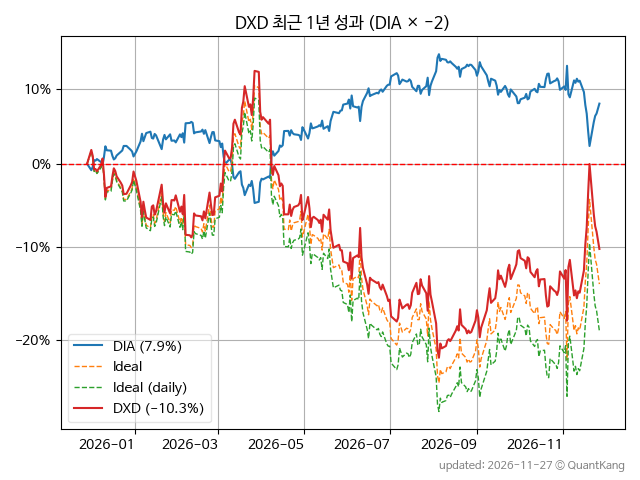 DXD 최근 1년 성과 (DIA × −2)
10%
0%
−10%
−20%
DIA (7.9%)
Ideal
Ideal (daily)
DXD (−10.3%)
2026-01
2026-03
2026-05
2026-07
2026-09
2026-11
updated: 2026-11-27 © QuantKang